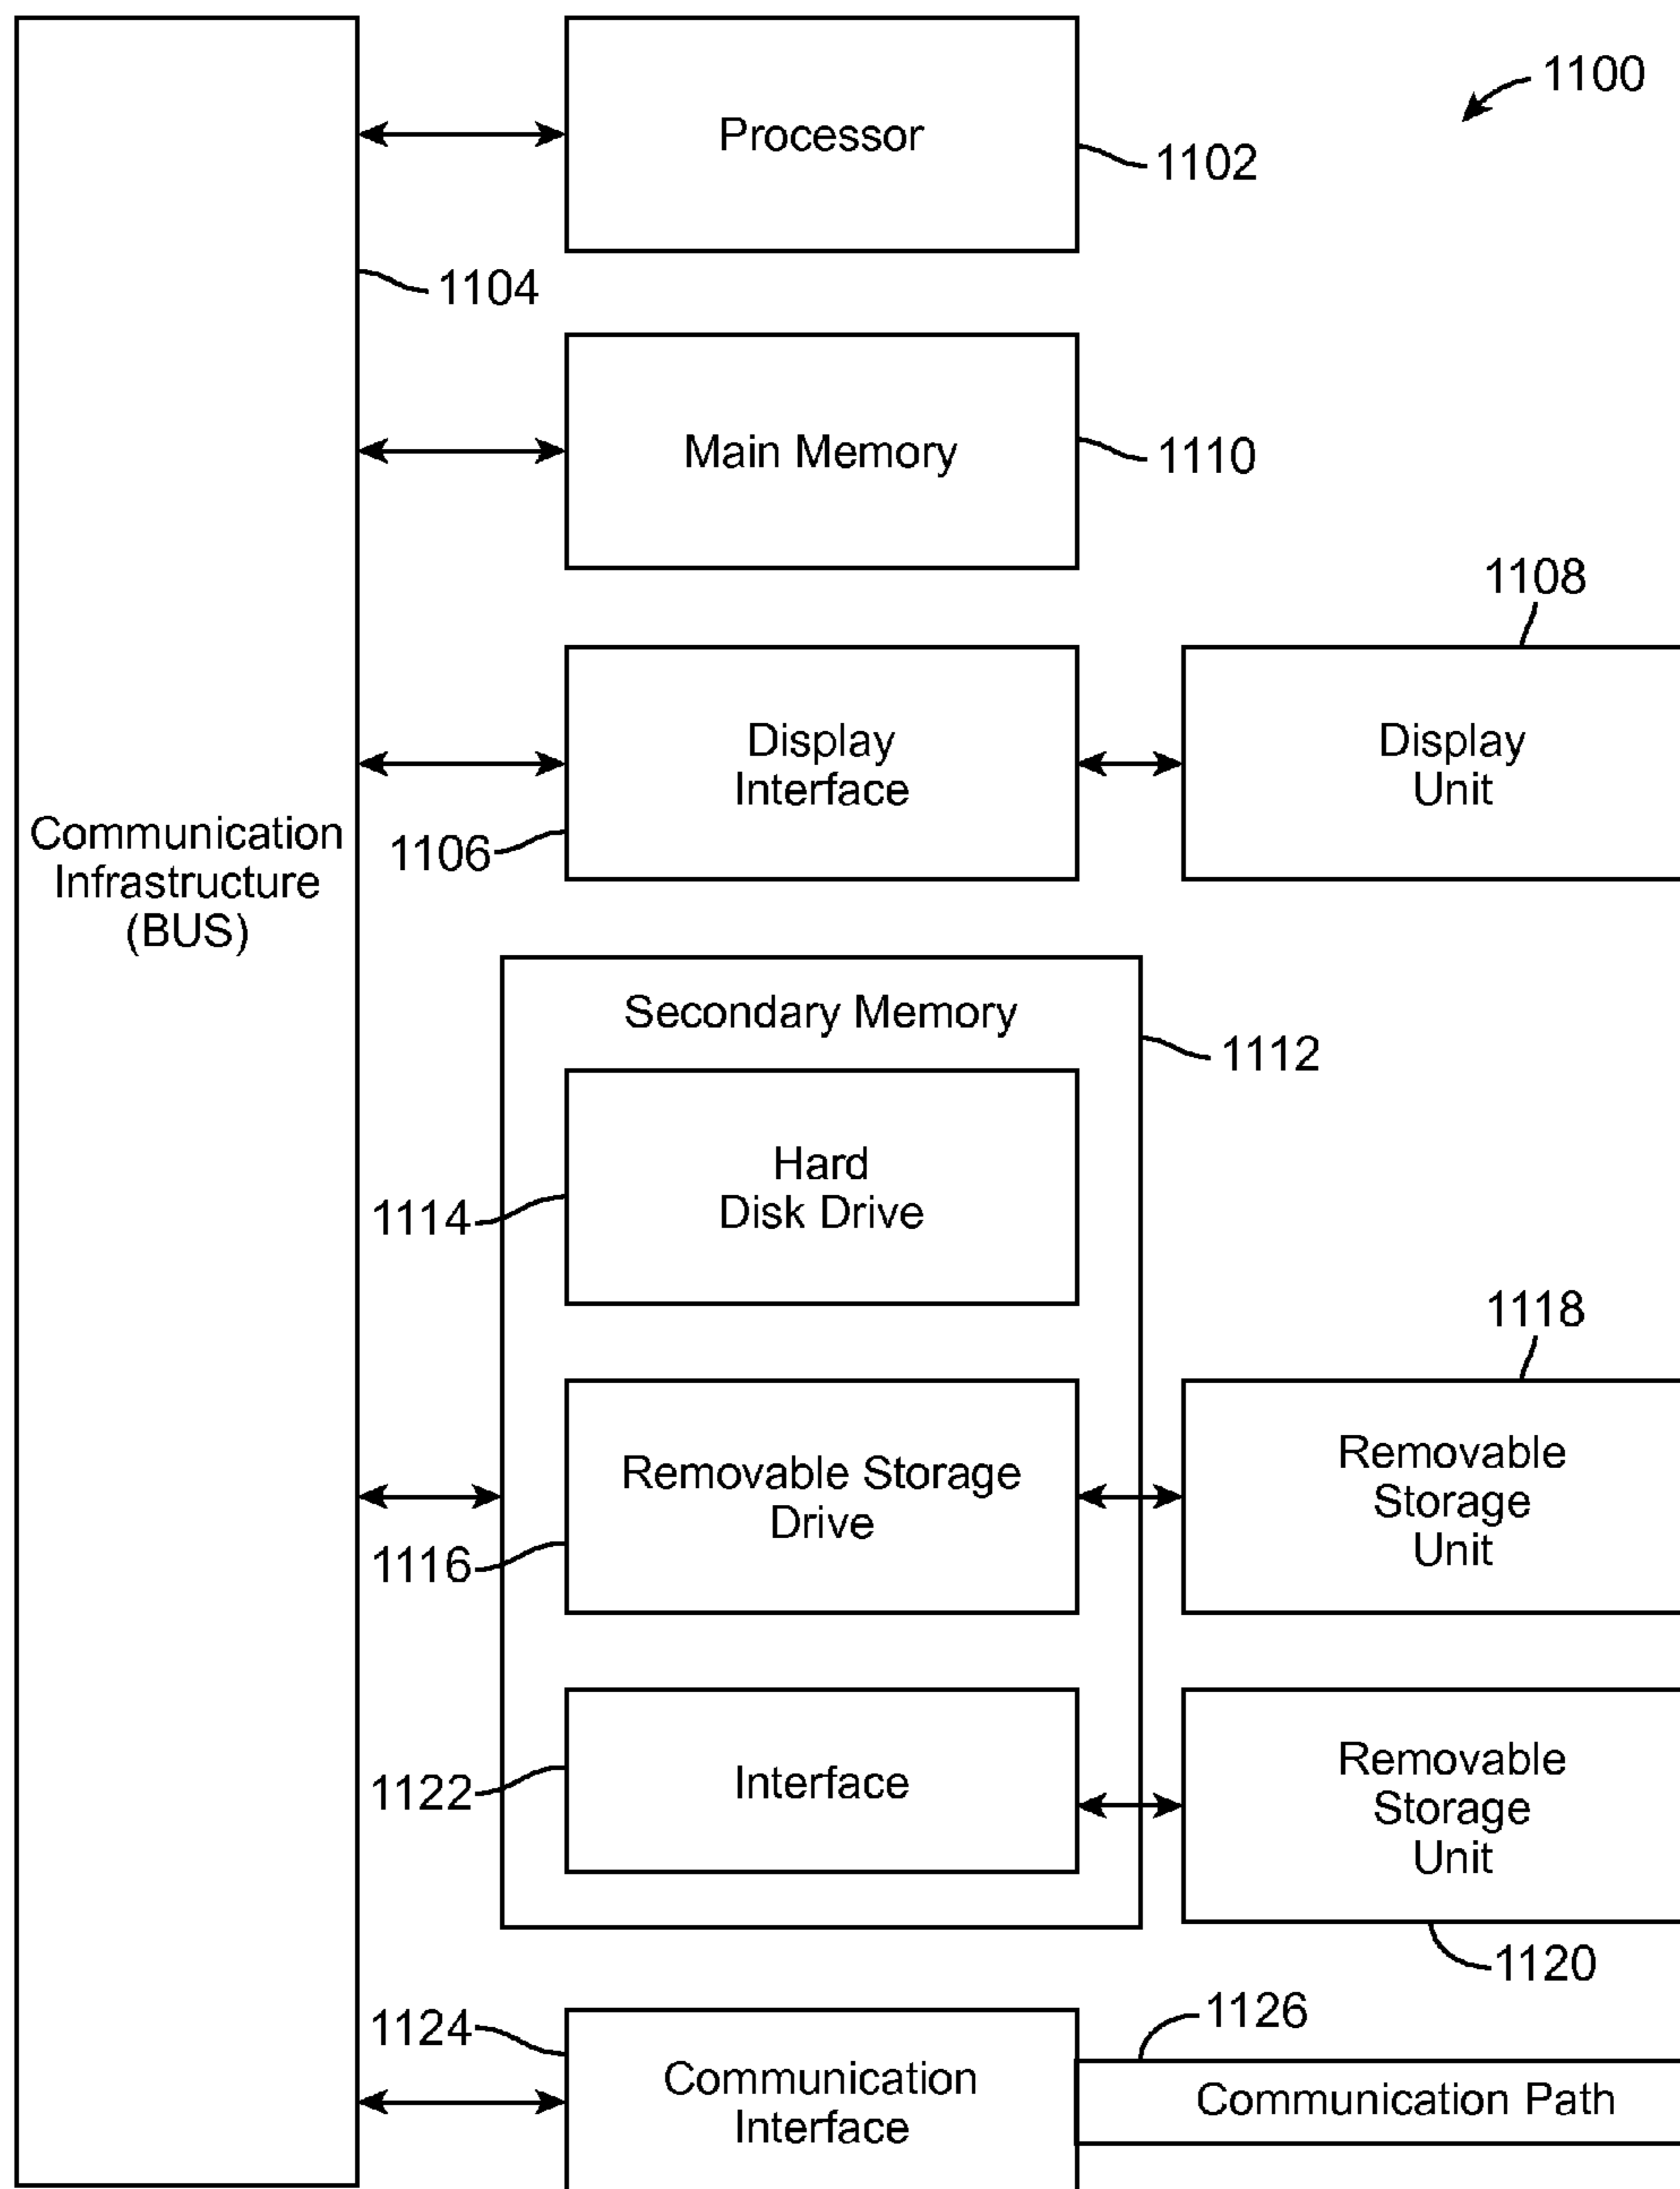 1100
Processor
1102
1104
Main Memory
1110
1108
Display
Interface
1106
Display
Unit
Communication
Infrastructure
(BUS)
Secondary Memory
1112
Hard
Disk Drive
1114
1118
Removable Storage
Drive
1116
Removable
Storage
Unit
Interface
1122
Removable
Storage
Unit
1120
1124
1126
Communication
Interface
Communication Path